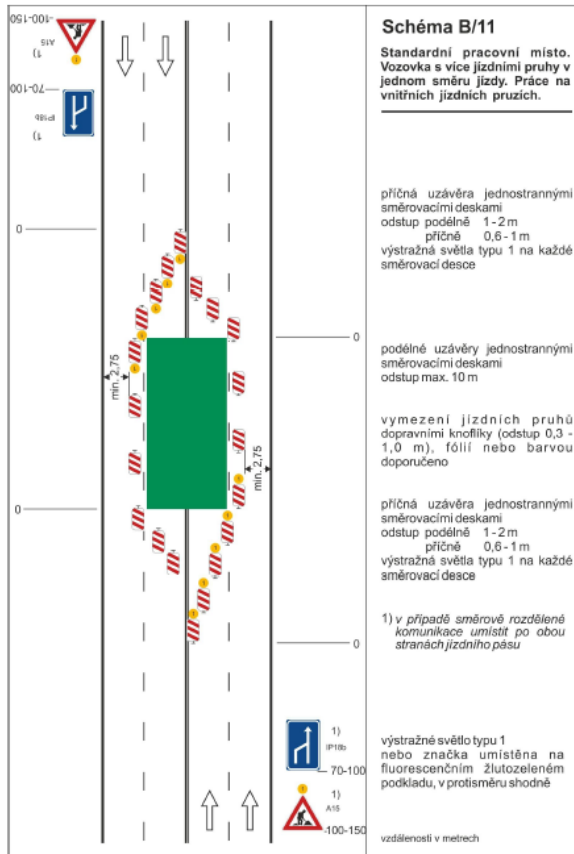 -100-150
1)
A15
70-100
IP18b
1)
0
0
min. 2,75
min. 2,75
0
0
1)
IP18b
70-100
1)
A15
-100-150
Schéma B/11
Standardní pracovní místo.
Vozovka s více jízdními pruhy v
jednom směru jízdy. Práce na
vnitřních jízdních pruzích.
příčná uzávěra jednostrannými
směrovacími deskami
odstup podélně 1-2 m
příčně 0,6-1 m
výstražná světla typu 1 na každé
směrovací desce
podélné uzávěry jednostrannými
směrovacími deskami
odstup max. 10 m
vymezení jízdních pruhů
dopravními knoflíky (odstup 0,3 -
1,0 m), fólií nebo barvou
doporučeno
příčná uzávěra jednostrannými
směrovacími deskami
odstup podélně 1-2 m
příčně 0,6-1 m
výstražná světla typu 1 na každé
směrovací desce
1) v případě směrově rozdělené
komunikace umístit po obou
stranách jízdního pásu
výstražné světlo typu 1
nebo značka umístěna na
fluorescenčním žlutozeleném
podkladu, v protisměru shodně
vzdálenosti v metrech